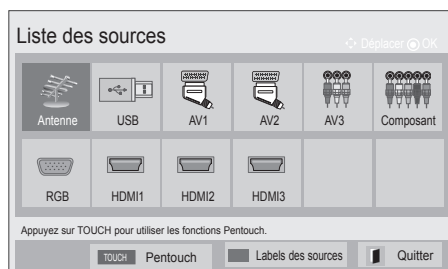 Liste des sources
Déplacer OK
Antenne USB AV1 AV2 AV3 Composant
RGB HDMI1 HDMI2 HDMI3
Appuyez sur TOUCH pour utiliser les fonctions Pentouch.
TOUCH Pentouch Labels des sources Quitter